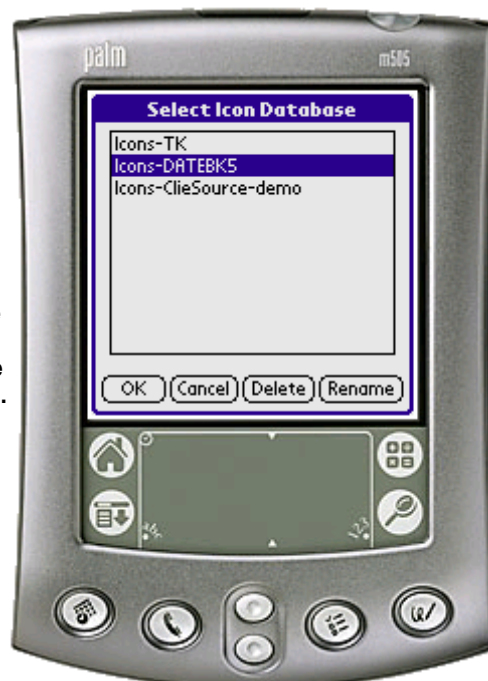 palm m505
Select Icon Database
Icons-TK
Icons-DATEBK5
Icons-ClieSource-demo
OK Cancel Delete Rename
abc 123